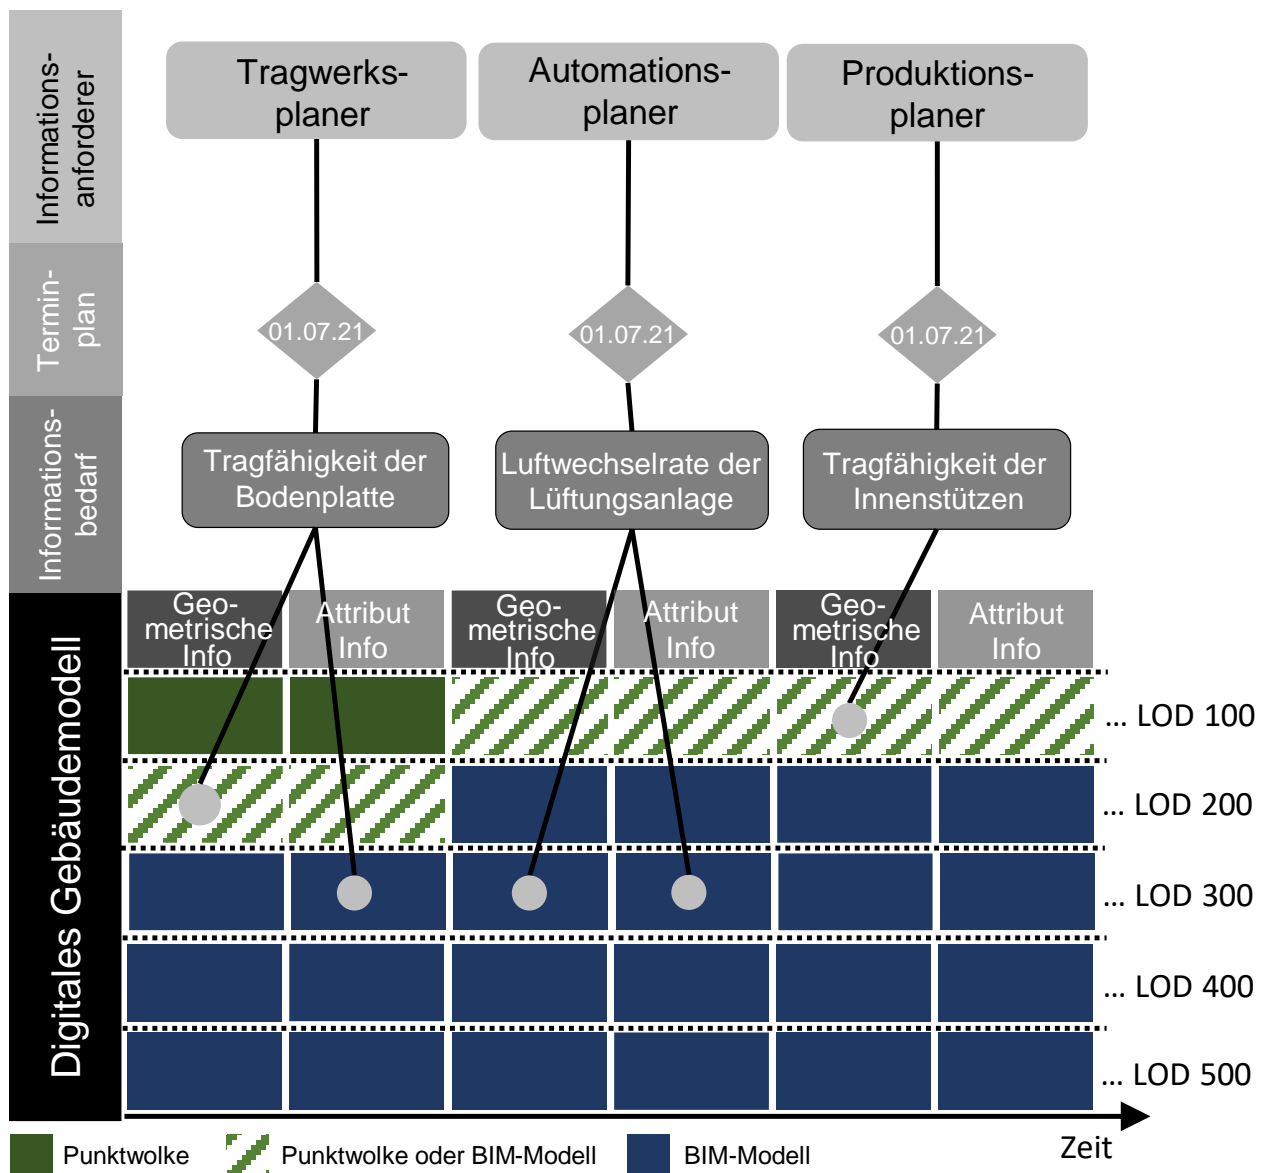 Informations-
anforderer
Tragwerks-
planer
Automations-
planer
Produktions-
planer
Termin-
plan
01.07.21
01.07.21
01.07.21
Informations-
bedarf
Tragfähigkeit der
Bodenplatte
Luftwechselrate der
Lüftungsanlage
Tragfähigkeit der
Innenstützen
Digitales Gebäudemodell
Geo-
metrische
Info
Attribut
Info
Geo-
metrische
Info
Attribut
Info
Geo-
metrische
Info
Attribut
Info
... LOD 100
... LOD 200
... LOD 300
... LOD 400
... LOD 500
Zeit
Punktwolke
Punktwolke oder BIM-Modell
BIM-Modell